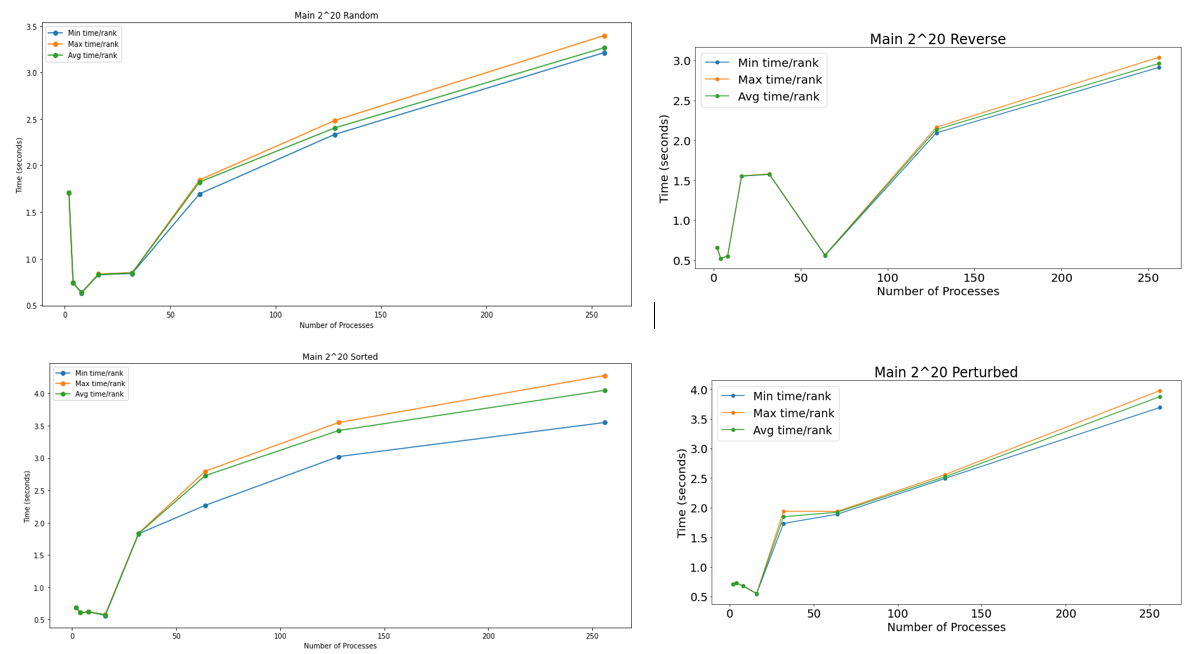 Main 2^20 Random
Min time/rank
Max time/rank
Avg time/rank
3.5
3.0
2.5
2.0
1.5
1.0
0.5
Time (seconds)
0 50 100 150 200 250
Number of Processes
Main 2^20 Reverse
Min time/rank
Max time/rank
Avg time/rank
3.0
2.5
2.0
1.5
1.0
0.5
Time (seconds)
0 50 100 150 200 250
Number of Processes
Main 2^20 Sorted
Min time/rank
Max time/rank
Avg time/rank
4.0
3.5
3.0
2.5
2.0
1.5
1.0
0.5
Time (seconds)
0 50 100 150 200 250
Number of Processes
Main 2^20 Perturbed
Min time/rank
Max time/rank
Avg time/rank
4.0
3.5
3.0
2.5
2.0
1.5
1.0
0.5
Time (seconds)
0 50 100 150 200 250
Number of Processes